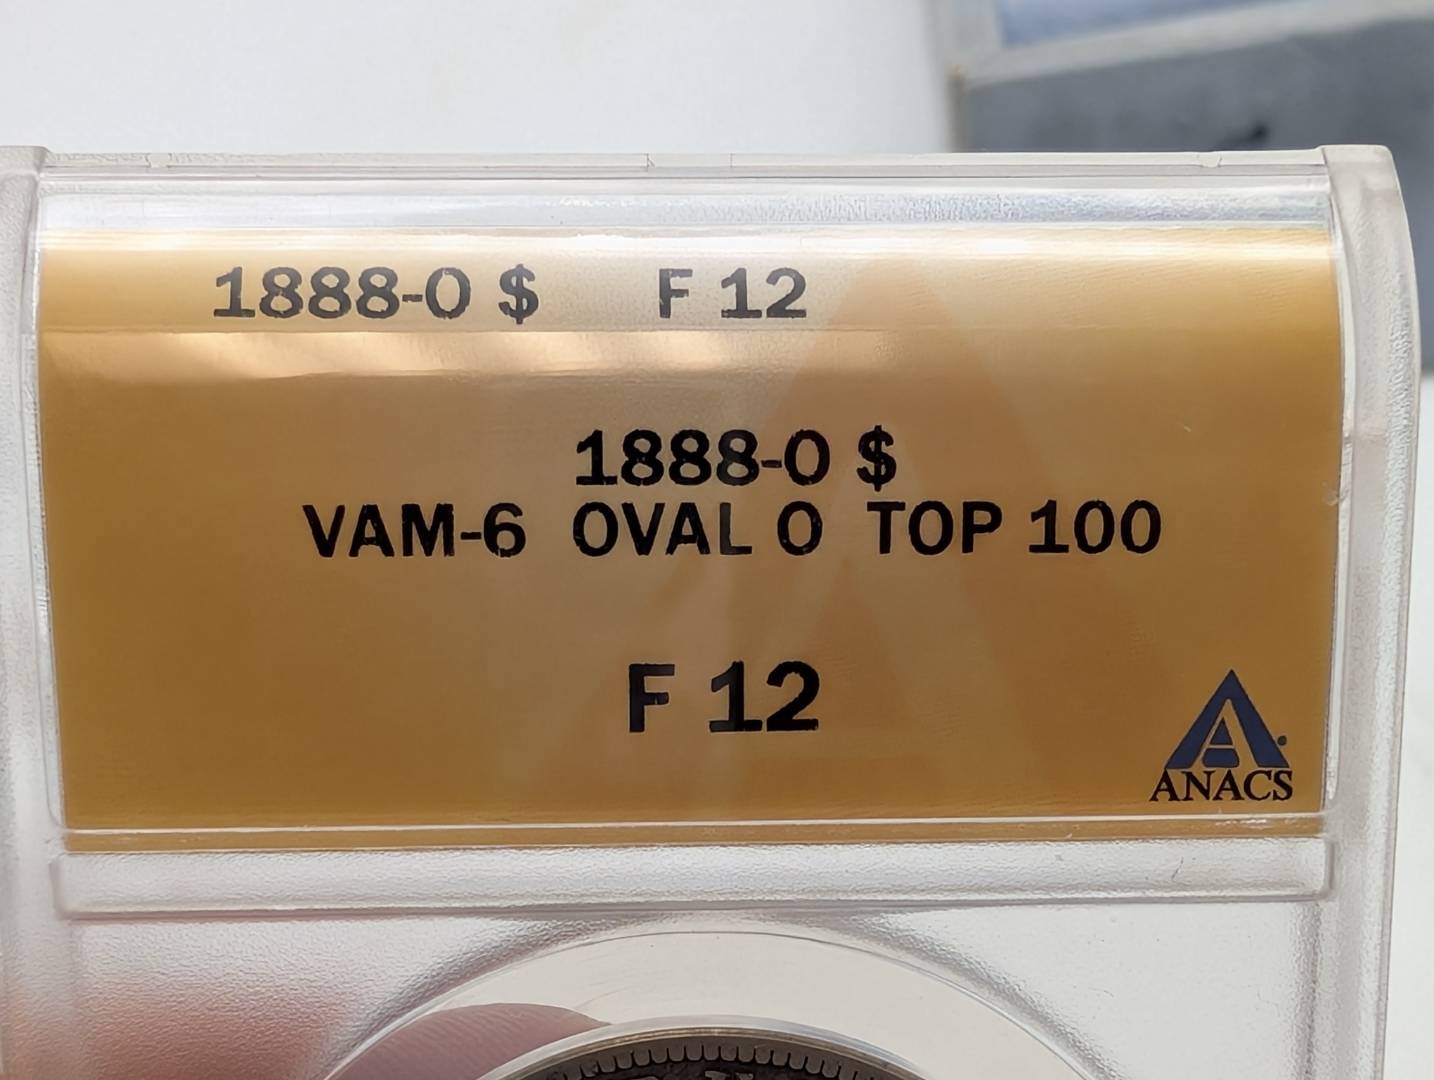 1888-O $ F 12
1888-O $
VAM-6 OVAL O TOP 100
F 12
ANACS